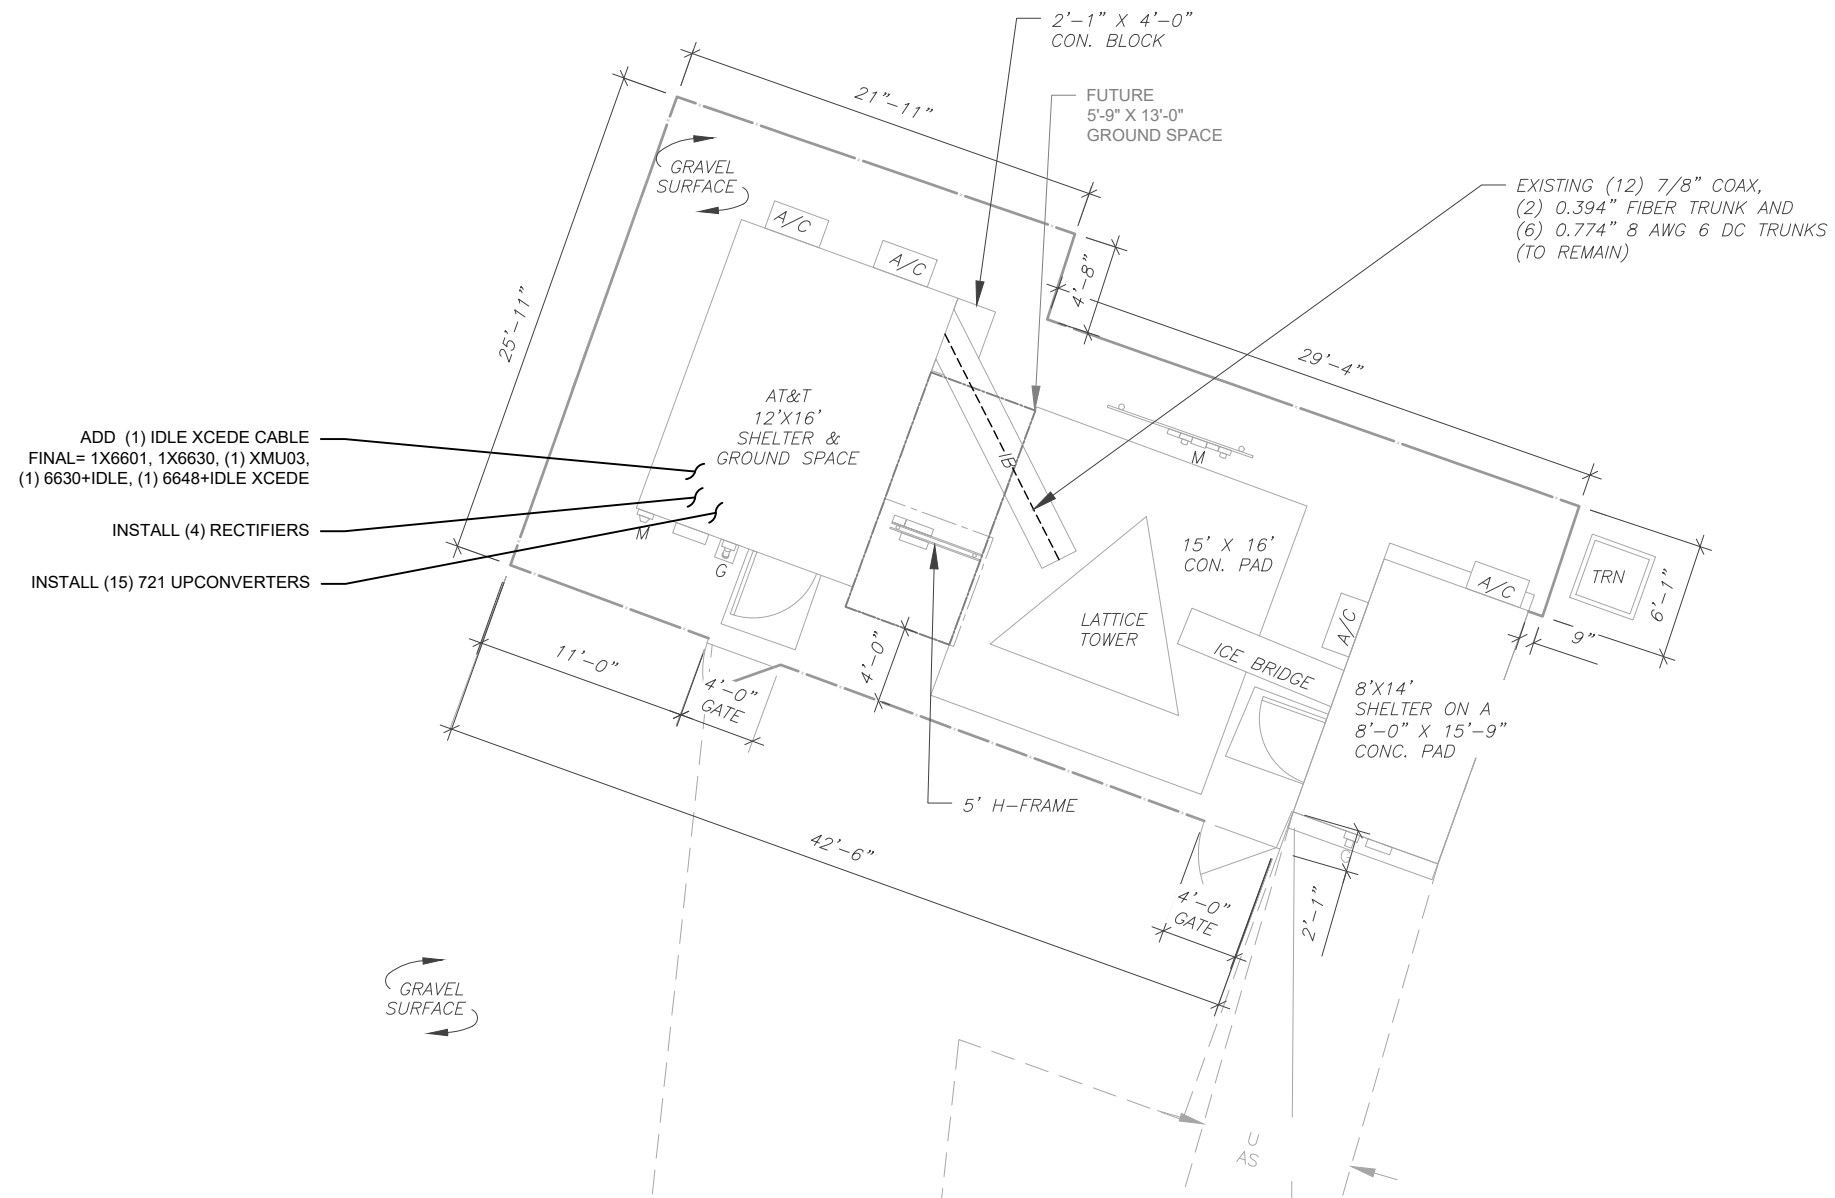 2'-1" X 4'-0"
CON. BLOCK
FUTURE
5'-9" X 13'-0"
GROUND SPACE
21"-11"
GRAVEL
SURFACE
EXISTING (12) 7/8" COAX,
(2) 0.394" FIBER TRUNK AND
(6) 0.774" 8 AWG 6 DC TRUNKS
(TO REMAIN)
A/C
A/C
4'-8"
25'-11"
29'-4"
AT&T
12'X16'
SHELTER &
GROUND SPACE
ADD (1) IDLE XCEDE CABLE
FINAL= 1X6601, 1X6630, (1) XMU03,
(1) 6630+IDLE, (1) 6648+IDLE XCEDE
INSTALL (4) RECTIFIERS
INSTALL (15) 721 UPCONVERTERS
IB
M
M
G
15' X 16'
CON. PAD
LATTICE
TOWER
A/C
A/C
TRN
6'-1"
9"
ICE BRIDGE
11'-0"
4'-0"
GATE
4'-0"
8'X14'
SHELTER ON A
8'-0" X 15'-9"
CONC. PAD
5' H-FRAME
42'-6"
G
4'-0"
GATE
2'-1"
GRAVEL
SURFACE
U
AS